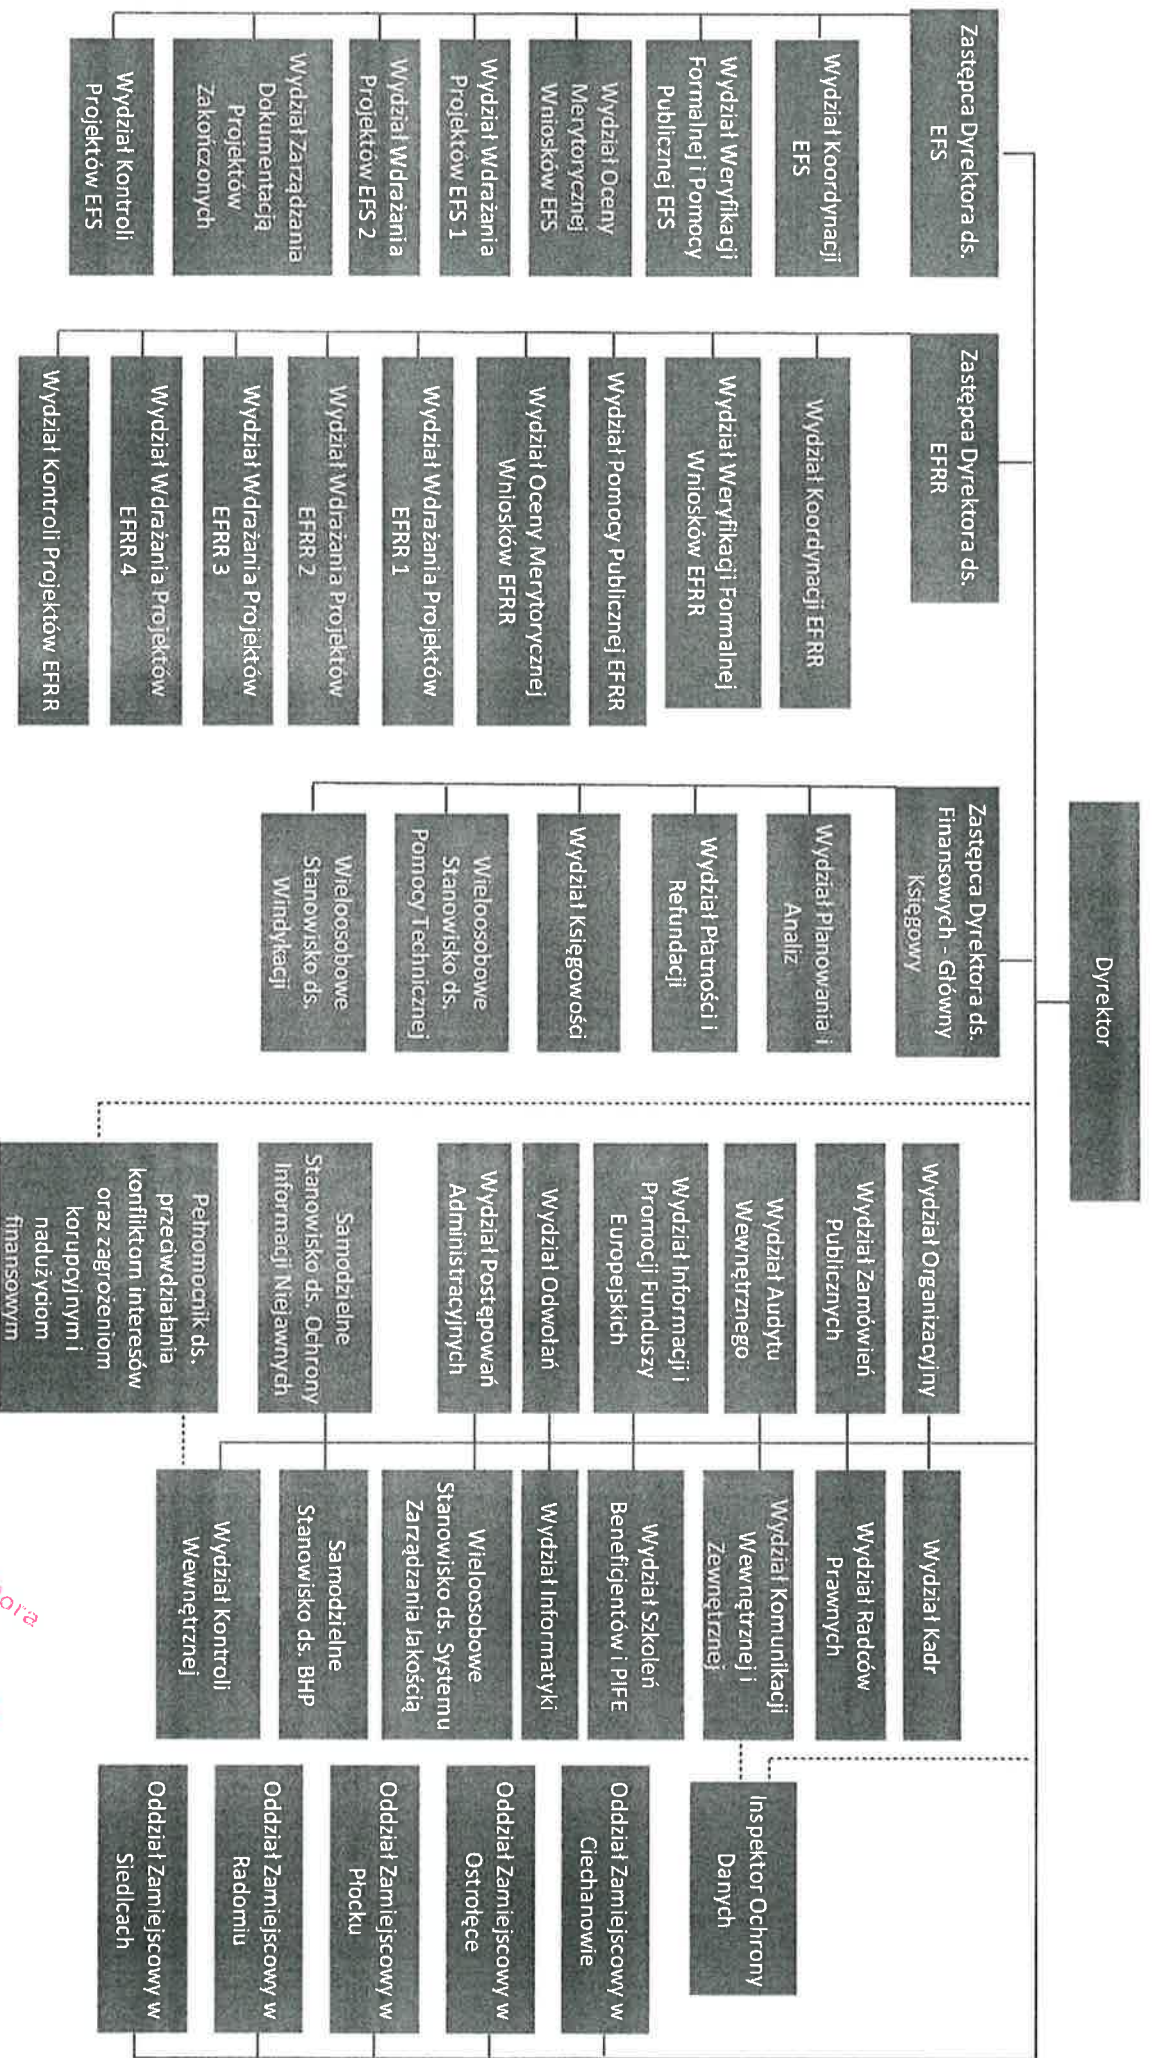 Dyrektor
Zastępca Dyrektora ds.
EFS
Wydział Koordynacji
EFS
Wydział Weryfikacji
Formalnej i Pomocy
Publicznej EFS
Wydział Oceny
Merytorycznej
Wniosków EFS
Wydział Wdrażania
Projektów EFS 1
Wydział Wdrażania
Projektów EFS 2
Wydział Zarządzania
Dokumentacją
Projektów
Zakończonych
Wydział Kontroli
Projektów EFS
Zastępca Dyrektora ds.
EFRR
Wydział Koordynacji EFRR
Wydział Weryfikacji Formalnej
Wniosków EFRR
Wydział Pomocy Publicznej EFRR
Wydział Oceny Merytorycznej
Wniosków EFRR
Wydział Wdrażania Projektów
EFRR 1
Wydział Wdrażania Projektów
EFRR 2
Wydział Wdrażania Projektów
EFRR 3
Wydział Wdrażania Projektów
EFRR 4
Wydział Kontroli Projektów EFRR
Zastępca Dyrektora ds.
Finansowych - Główny
Księgowy
Wydział Planowania i
Analiz
Wydział Płatności i
Refundacji
Wydział Księgowości
Wieloosobowe
Stanowisko ds.
Pomocy Technicznej
Wieloosobowe
Stanowisko ds.
Windykacji
Wydział Organizacyjny
Wydział Zamówień
Publicznych
Wydział Audytu
Wewnętrznego
Wydział Informacji i
Promocji Funduszy
Europejskich
Wydział Odwołań
Wydział Postępowań
Administracyjnych
Samodzielne
Stanowisko ds. Ochrony
Informacji Niejawnych
Pełnomocnik ds.
przeciwdziałania
konfliktom interesów
oraz zagrożeniom
korupcyjnym i
nadużyciom
finansowym
Wydział Kadr
Wydział Radców
Prawnych
Wydział Komunikacji
Wewnętrznej i
Zewnętrznej
Wydział Szkoleń
Beneficjentów i PIFE
Wydział Informatyki
Wieloosobowe
Stanowisko ds. Systemu
Zarządzania Jakością
Samodzielne
Stanowisko ds. BHP
Wydział Kontroli
Wewnętrznej
Inspektor Ochrony
Danych
Oddział Zamiejscowy w
Ciechanowie
Oddział Zamiejscowy w
Ostrołęce
Oddział Zamiejscowy w
Płocku
Oddział Zamiejscowy w
Radomiu
Oddział Zamiejscowy w
Siedlcach